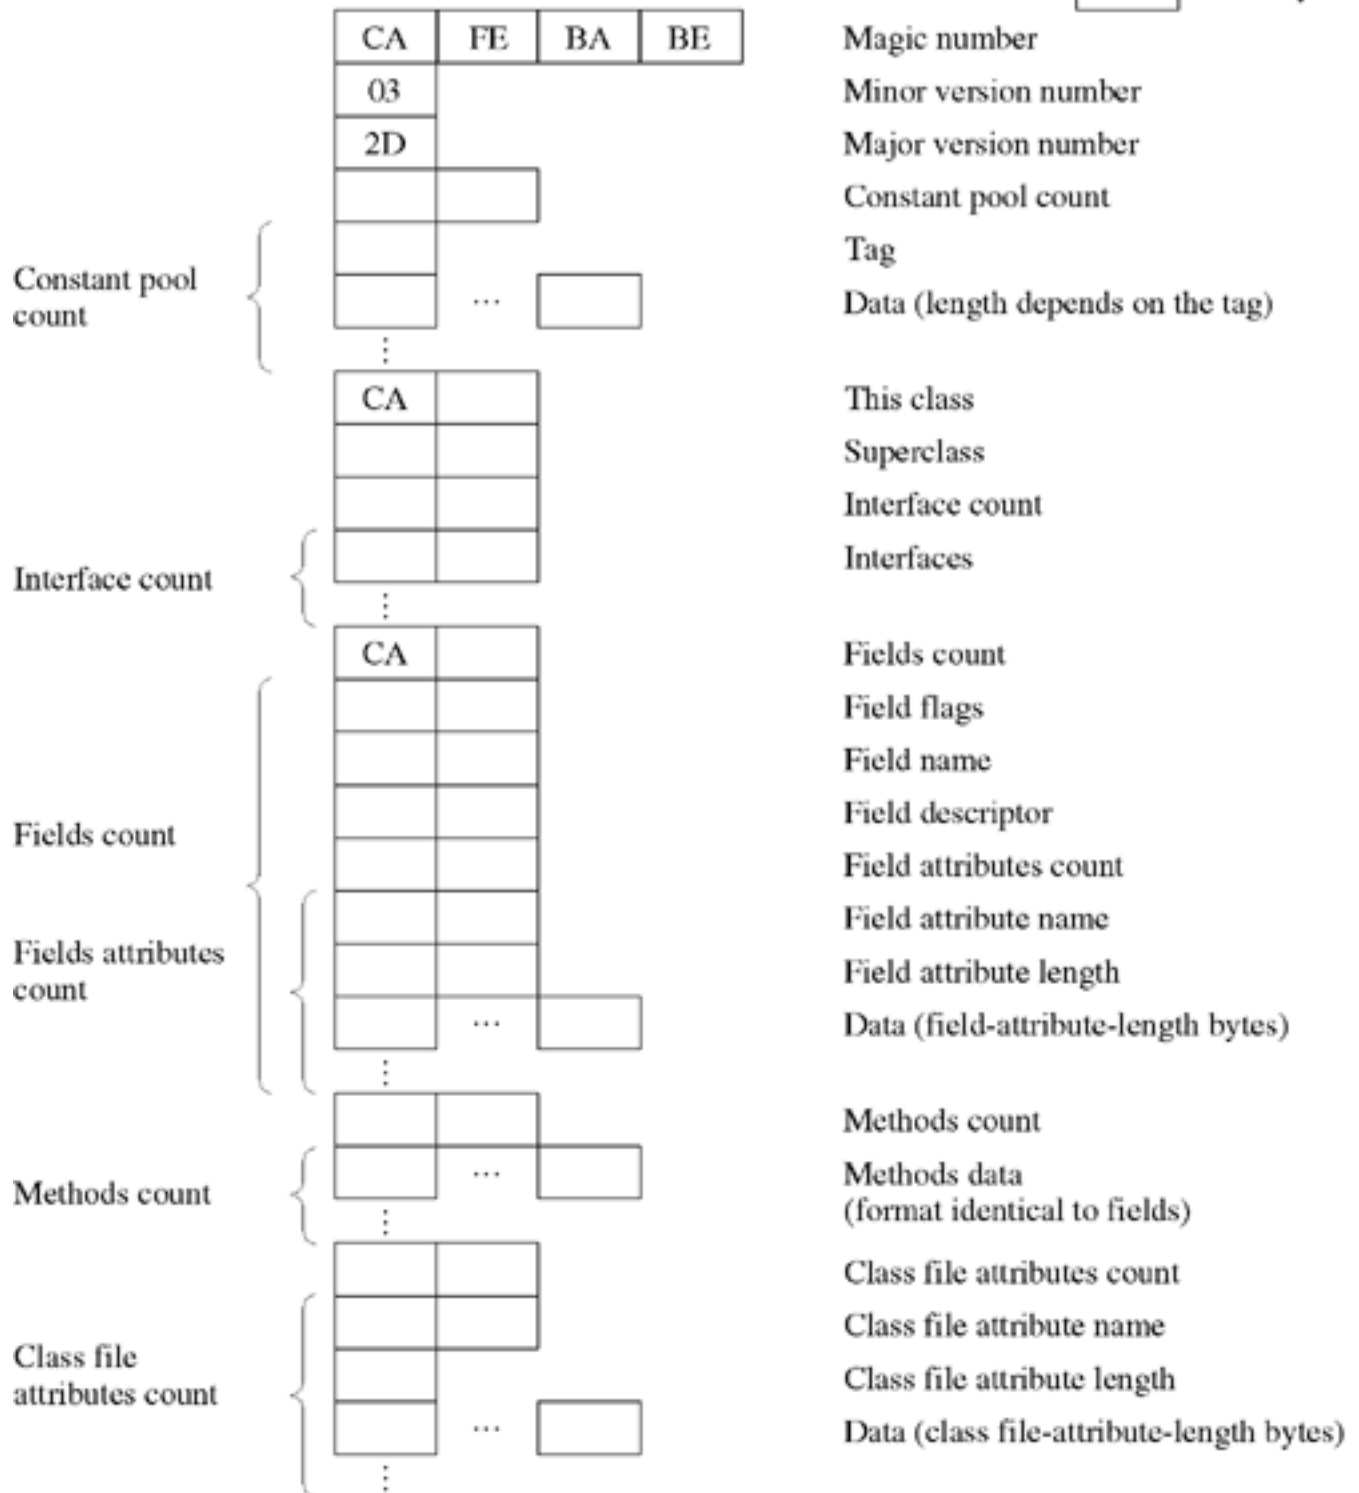 CA FE BA BE Magic number
03 Minor version number
2D Major version number
Constant pool count
Tag
Constant pool
count
... Data (length depends on the tag)
CA This class
Superclass
Interface count
Interfaces
Interface count
CA Fields count
Field flags
Field name
Field descriptor
Fields count
Field attributes count
Field attribute name
Fields attributes
count
Field attribute length
... Data (field-attribute-length bytes)
Methods count
Methods count
... Methods data
(format identical to fields)
Class file attributes count
Class file attribute name
Class file
attributes count
Class file attribute length
... Data (class file-attribute-length bytes)